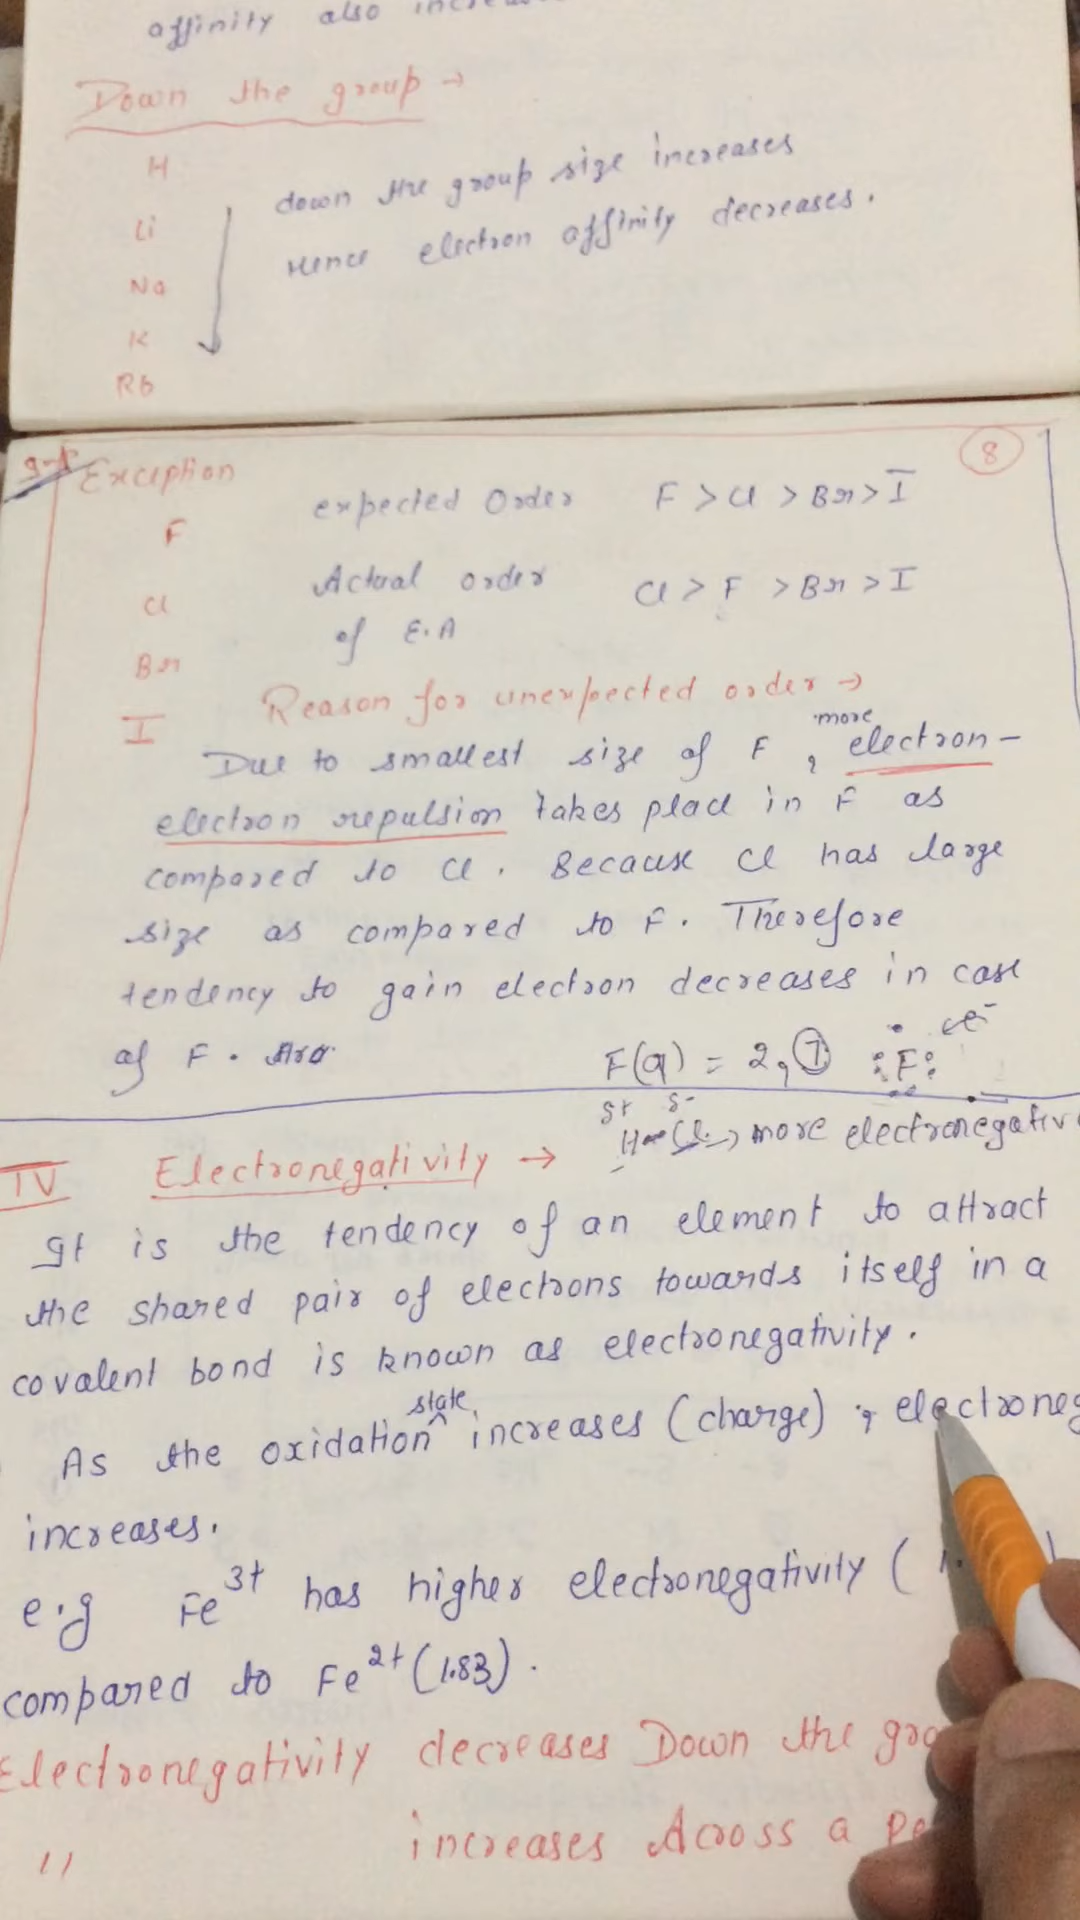 affinity also
Down the group →
H
Li
Na
K
Rb
down the group size increases
Hence electron affinity decreases.
8
Exception
F
Cl
Br
I
expected Order F > Cl > Br > I
Actual order Cl > F > Br > I
of E.A
Reason for unexpected order →
Due to smallest size of F, more electron-
electron repulsion takes place in F as
compared to Cl. Because Cl has large
size as compared to F. Therefore
tendency to gain electron decreases in case
of F.
F(9) = 2,7 :F: e⁻
δ+ δ-
H-Cl → more electronegativ
IV Electronegativity →
It is the tendency of an element to attract
the shared pair of electrons towards itself in a
covalent bond is known as electronegativity.
As the oxidation state increases (charge), electroneg
increases.
e.g Fe³⁺ has higher electronegativity (
compared to Fe²⁺ (1.83).
Electronegativity decreases Down the gro
" increases Across a Pe